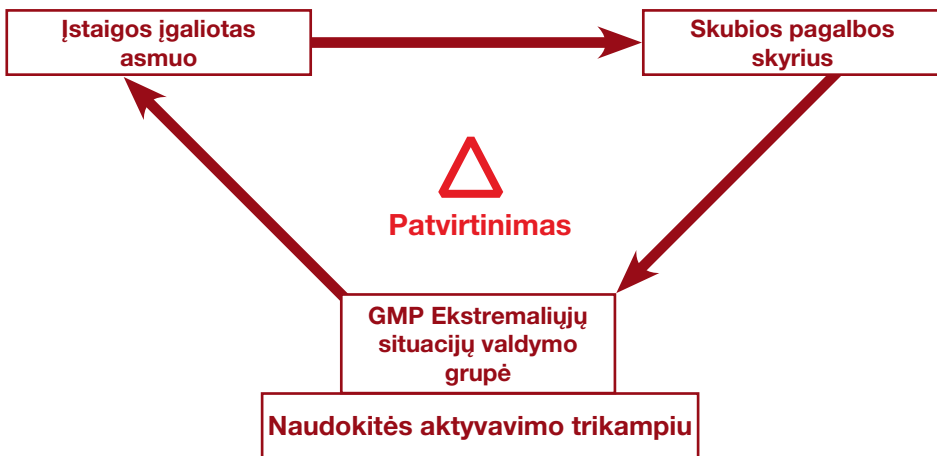 Įstaigos įgaliotas
asmuo
Skubios pagalbos
skyrius
Patvirtinimas
GMP Ekstremaliųjų
situacijų valdymo
grupė
Naudokitės aktyvavimo trikampiu